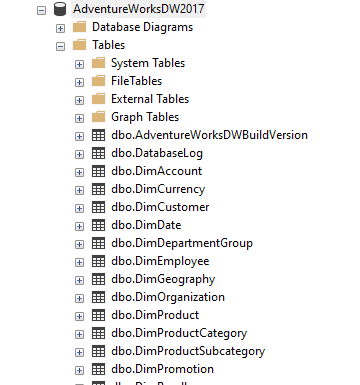 AdventureWorksDW2017
Database Diagrams
Tables
System Tables
FileTables
External Tables
Graph Tables
dbo.AdventureWorksDWBuildVersion
dbo.DatabaseLog
dbo.DimAccount
dbo.DimCurrency
dbo.DimCustomer
dbo.DimDate
dbo.DimDepartmentGroup
dbo.DimEmployee
dbo.DimGeography
dbo.DimOrganization
dbo.DimProduct
dbo.DimProductCategory
dbo.DimProductSubcategory
dbo.DimPromotion